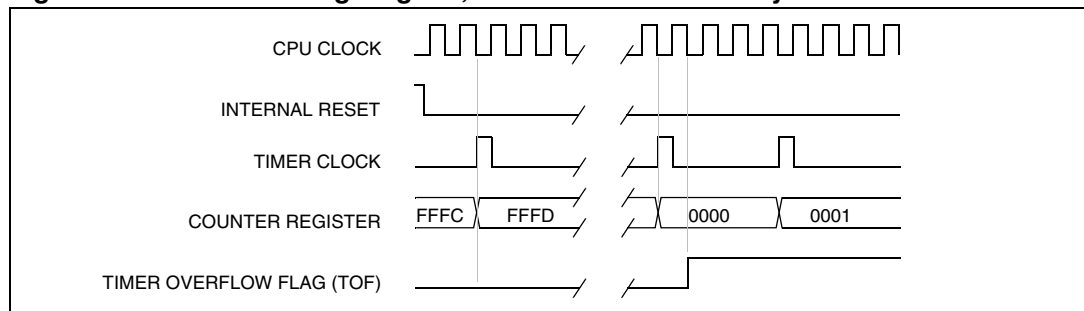 CPU CLOCK
INTERNAL RESET
TIMER CLOCK
COUNTER REGISTER FFFC FFFD 0000 0001
TIMER OVERFLOW FLAG (TOF)